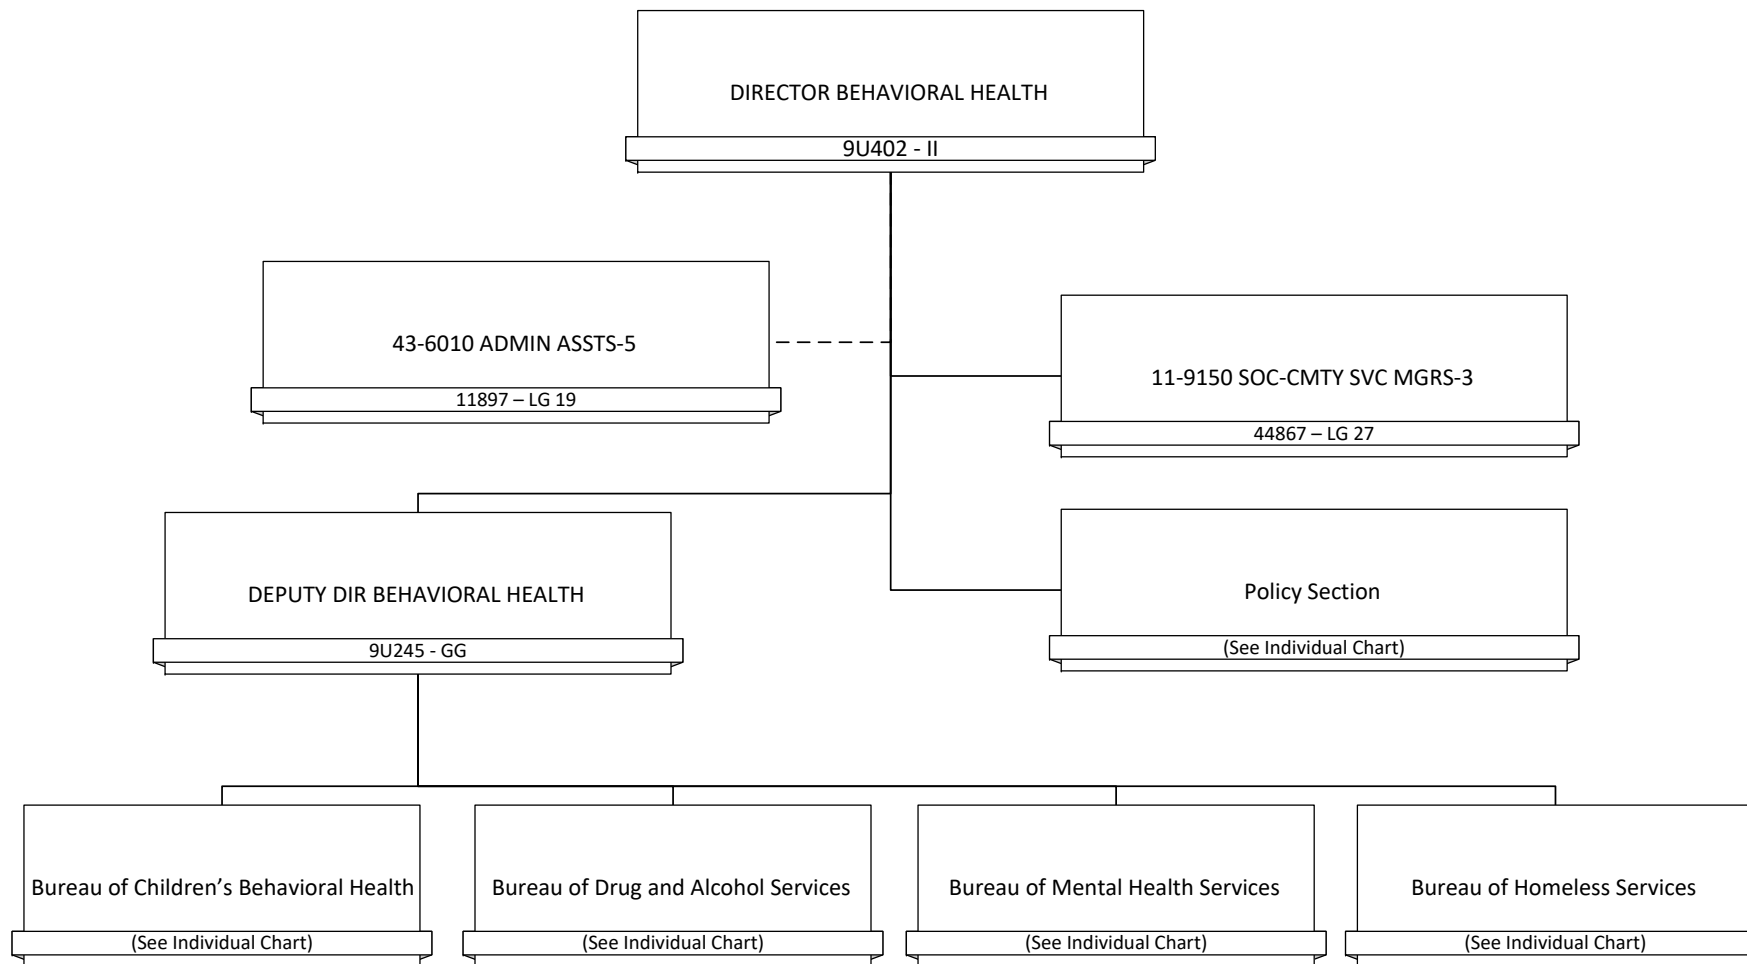 DIRECTOR BEHAVIORAL HEALTH
9U402 - II
43-6010 ADMIN ASSTS-5
11897 – LG 19
11-9150 SOC-CMTY SVC MGRS-3
44867 – LG 27
DEPUTY DIR BEHAVIORAL HEALTH
9U245 - GG
Policy Section
(See Individual Chart)
Bureau of Children’s Behavioral Health
(See Individual Chart)
Bureau of Drug and Alcohol Services
(See Individual Chart)
Bureau of Mental Health Services
(See Individual Chart)
Bureau of Homeless Services
(See Individual Chart)